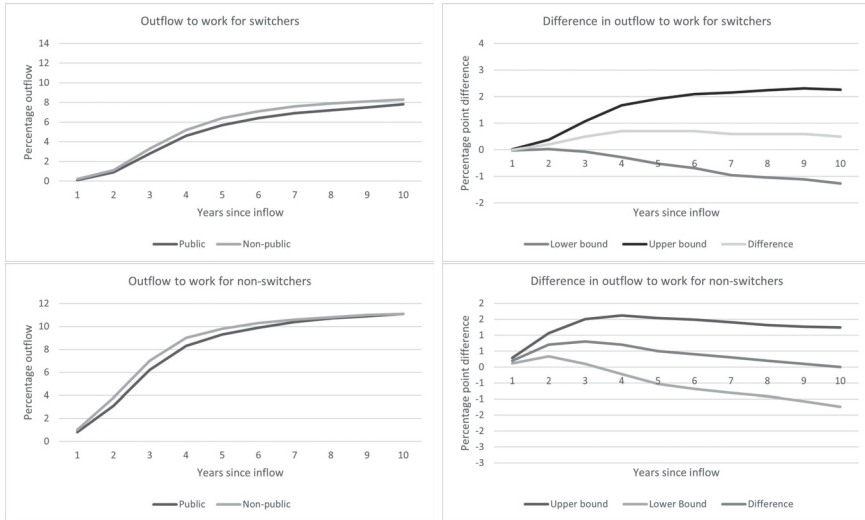 Outflow to work for switchers
Percentage outflow
14
12
10
8
6
4
2
0
1 2 3 4 5 6 7 8 9 10
Years since inflow
Public Non-public
Difference in outflow to work for switchers
Percentage point difference
4
3
2
1
0
-1
-2
1 2 3 4 5 6 7 8 9 10
Years since inflow
Lower bound Upper bound Difference
Outflow to work for non-switchers
Percentage outflow
12
10
8
6
4
2
0
1 2 3 4 5 6 7 8 9 10
Years since inflow
Public Non-public
Difference in outflow to work for non-switchers
Percentage point difference
2
2
1
1
0
-1
-1
-2
-2
-3
-3
1 2 3 4 5 6 7 8 9 10
Years since inflow
Upper bound Lower Bound Difference